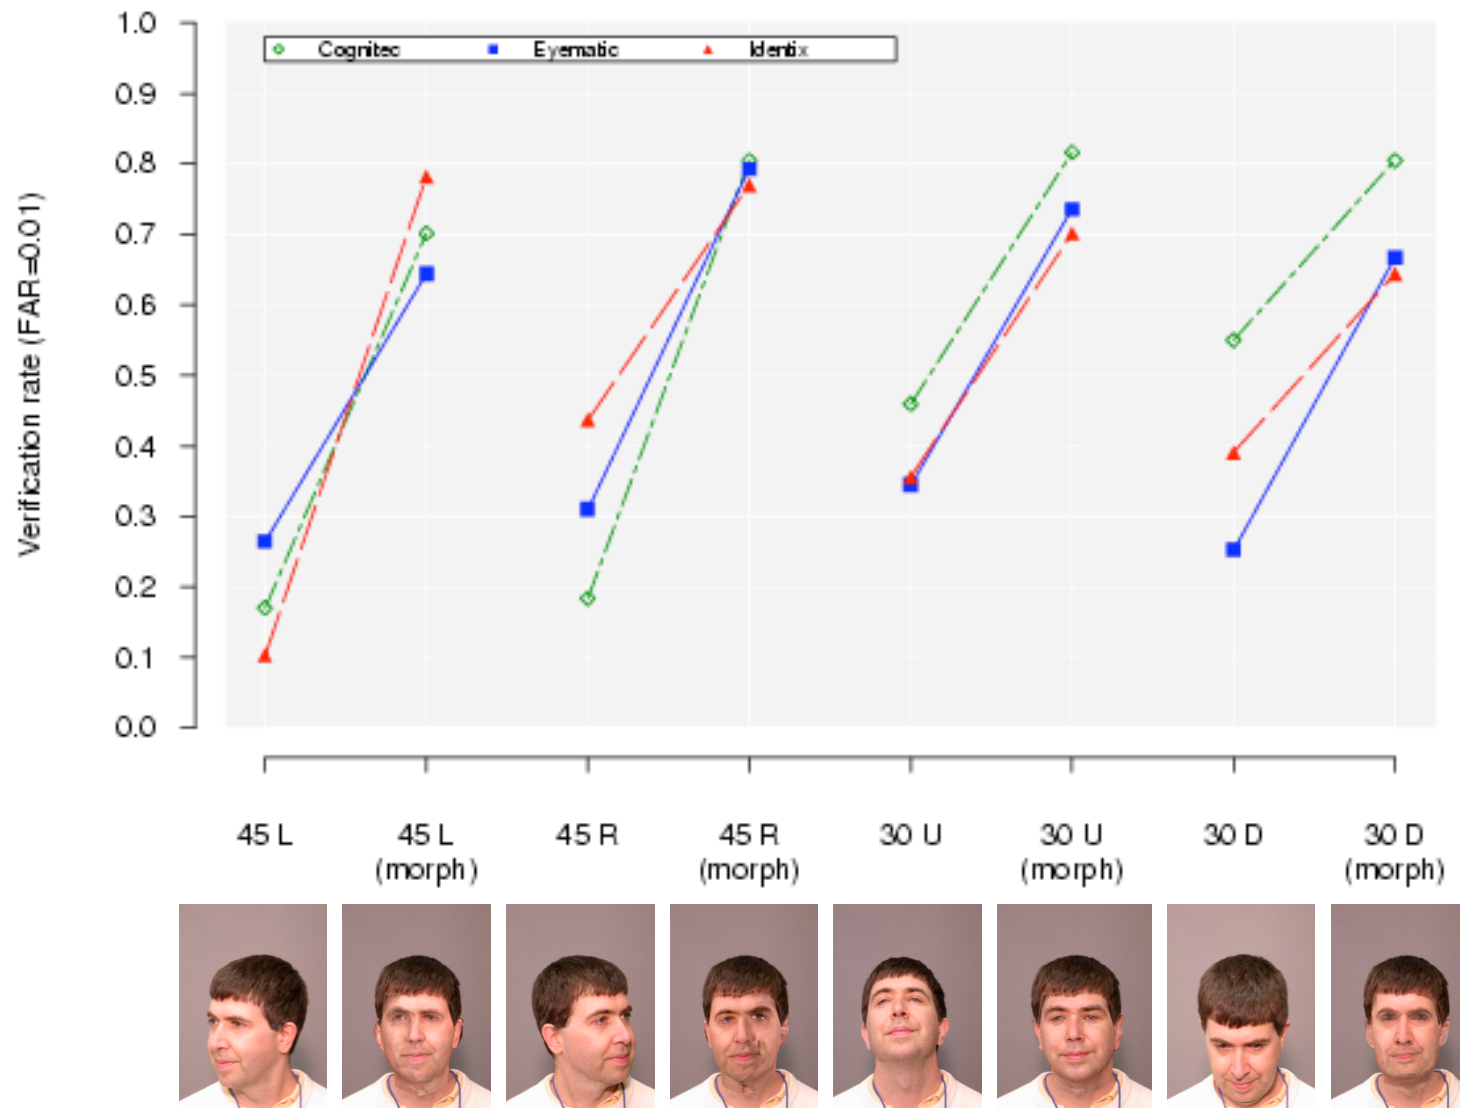 1.0
Cognitec Eyematic Identix
0.9
0.8
0.7
0.6
0.5
0.4
0.3
0.2
0.1
0.0
Verification rate (FAR=0.01)
45 L 45 L 45 R 45 R 30 U 30 U 30 D 30 D
(morph) (morph) (morph) (morph)